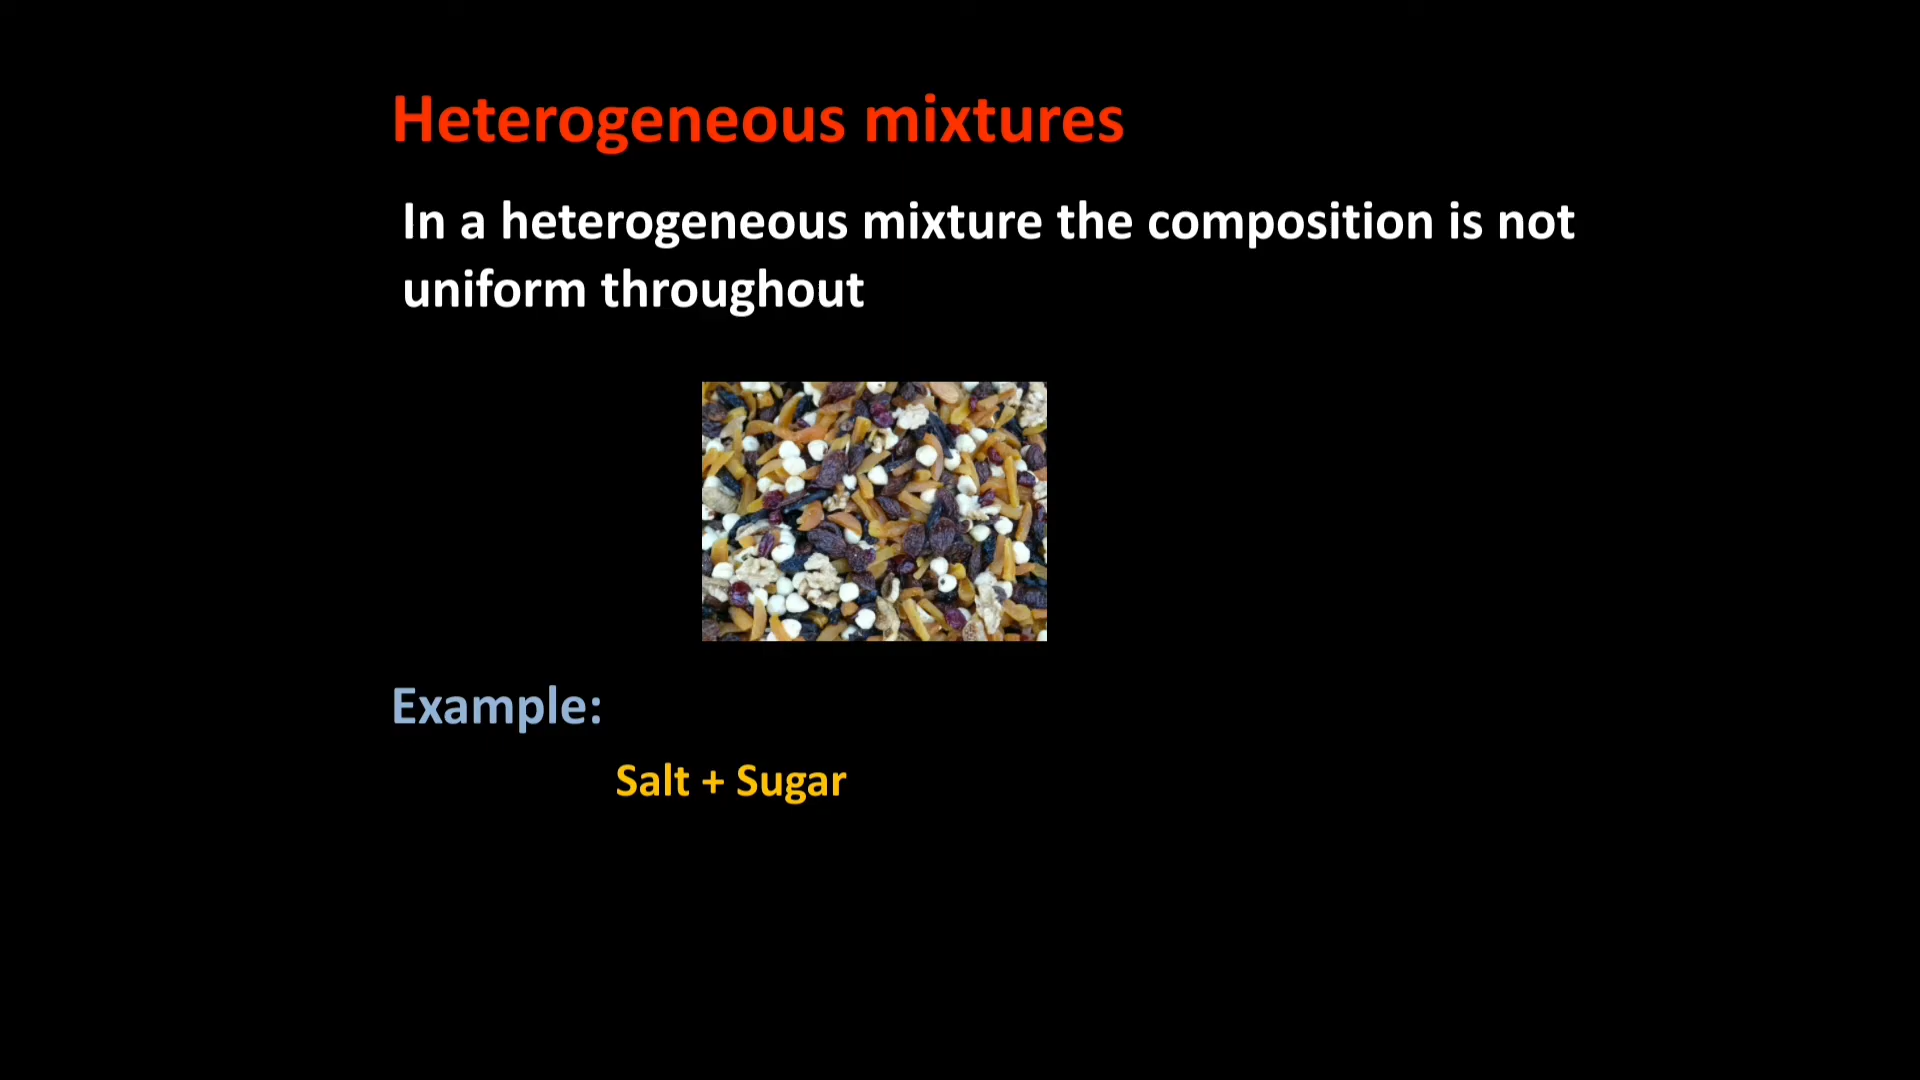 Heterogeneous mixtures
In a heterogeneous mixture the composition is not
uniform throughout
Example:
Salt + Sugar